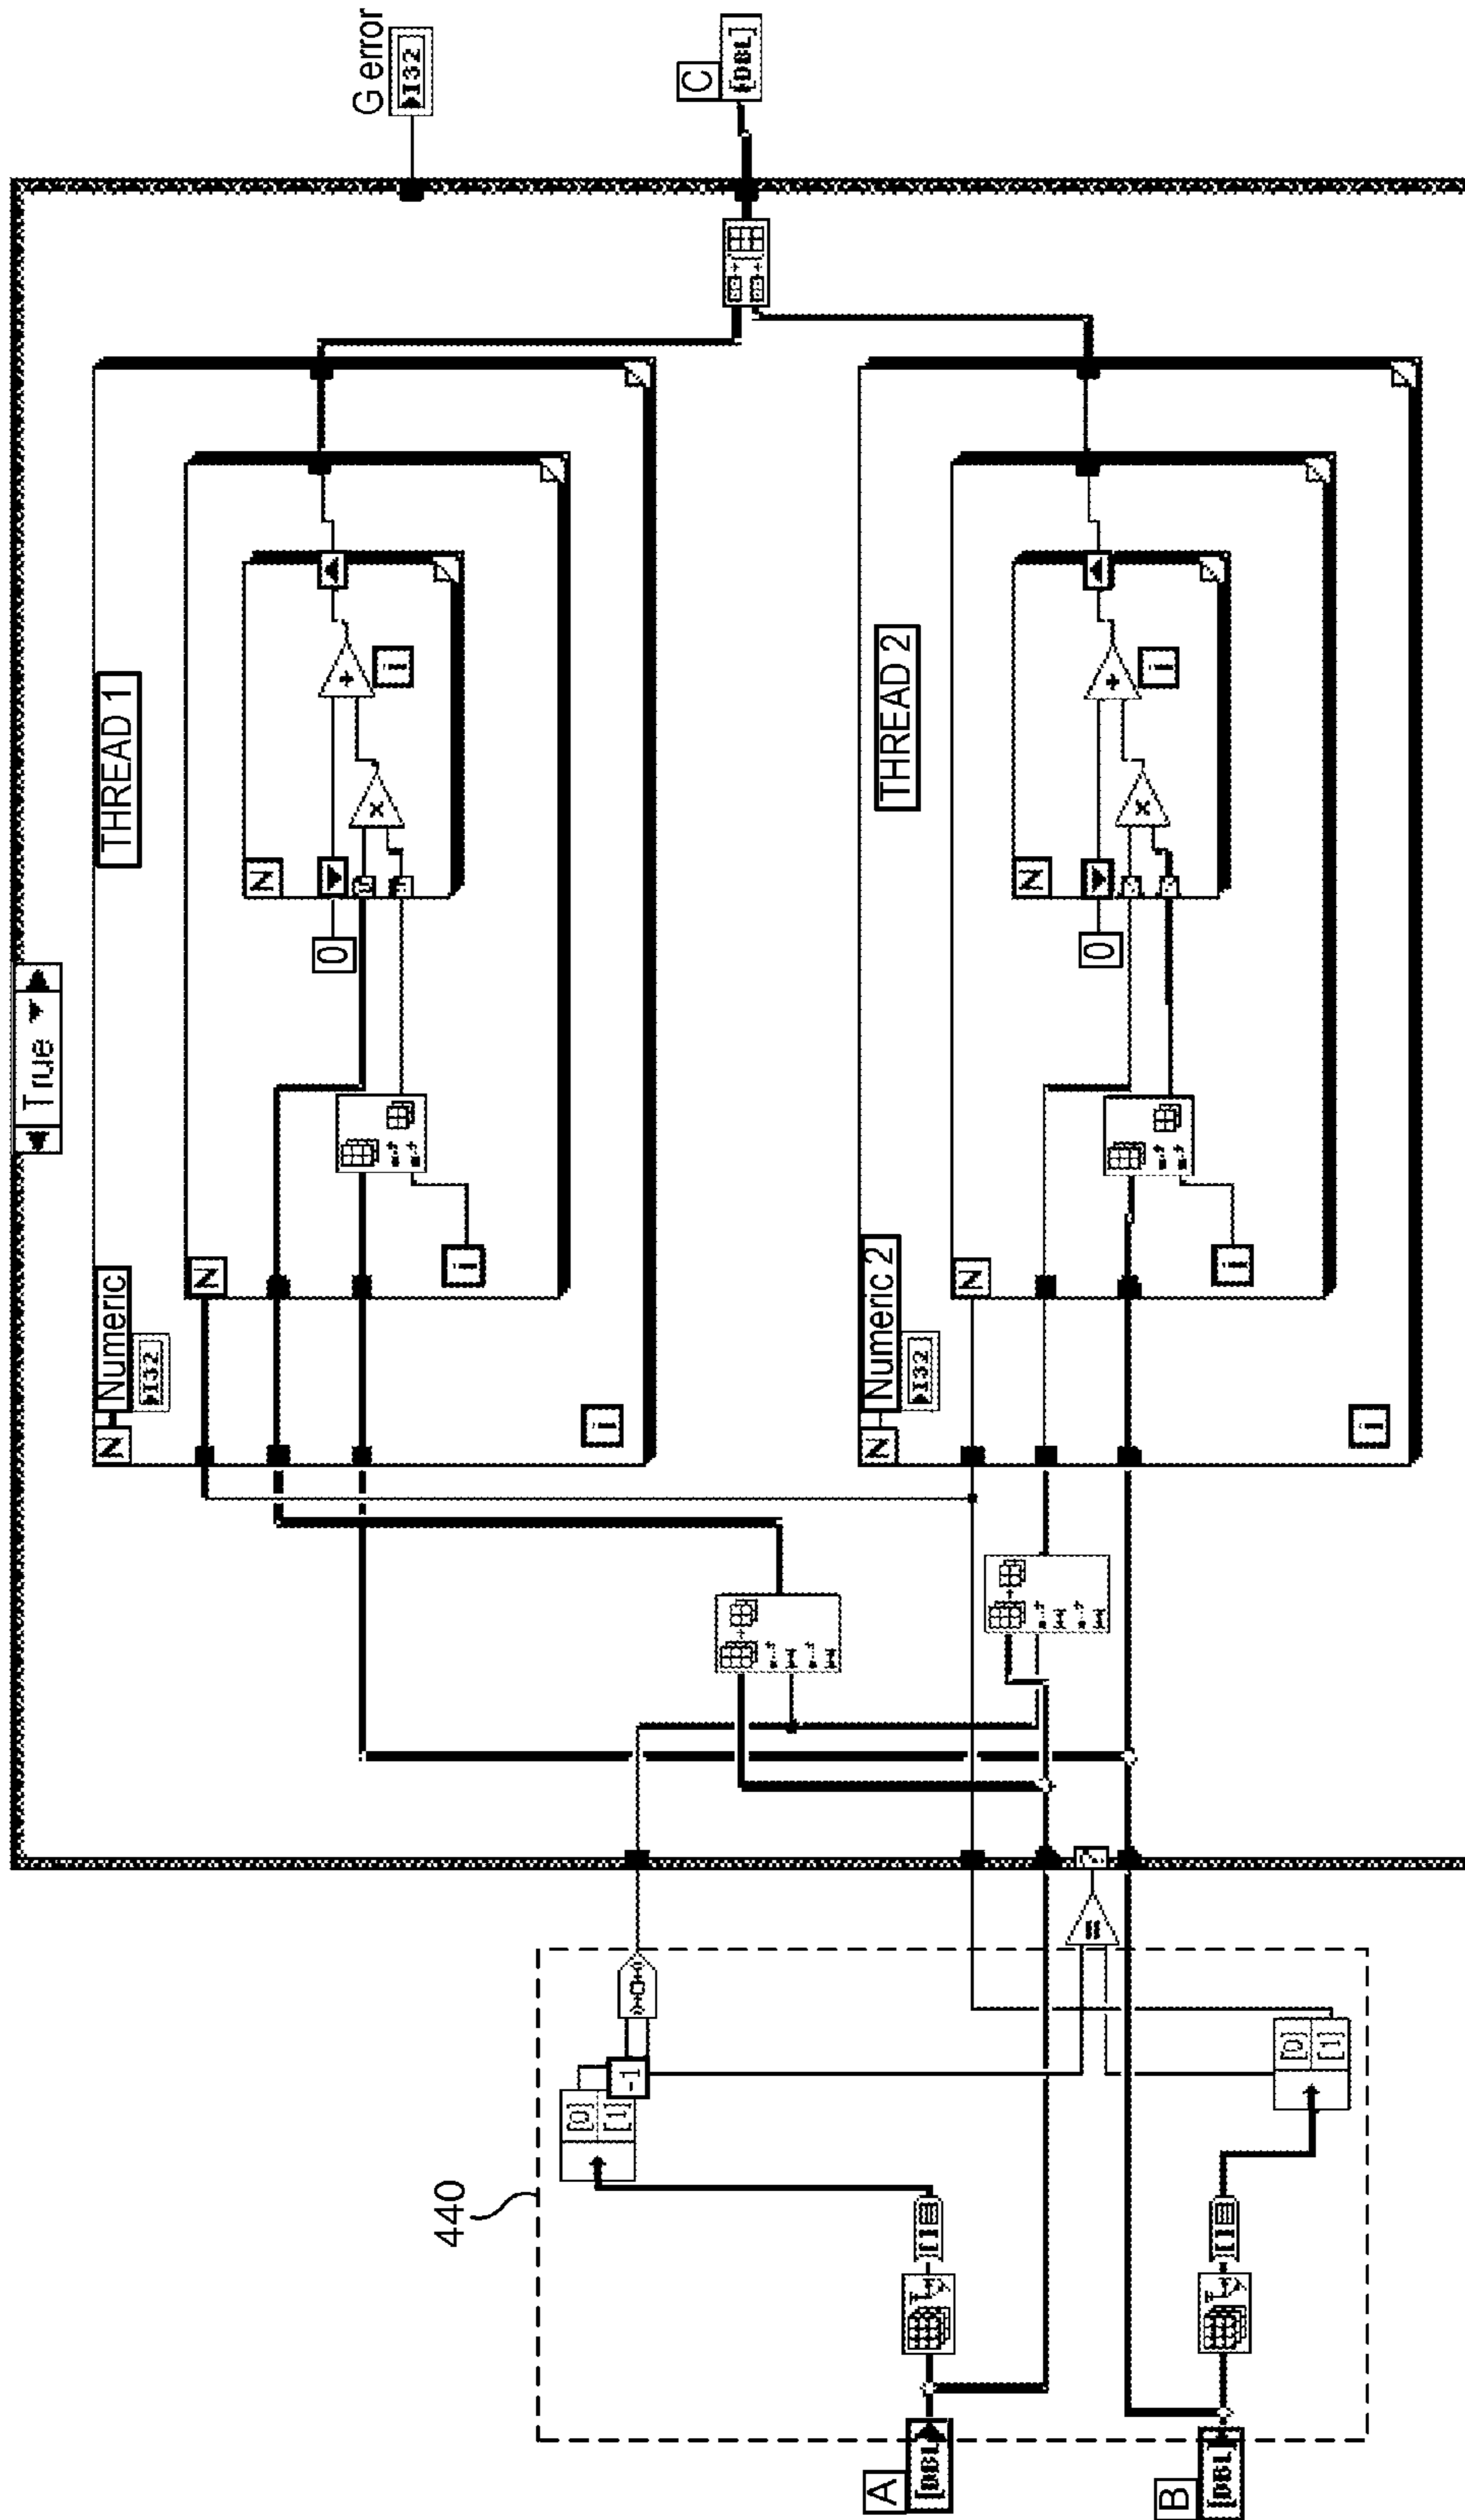 True
G error
I32
C
[DBL]
THREAD 1
Numeric
I32
N
i
N
i
0
N
i
x
+
THREAD 2
Numeric 2
I32
N
i
N
i
0
N
i
x
+
=
440
[0]
[1]
-1
[0]
[1]
A
[DBL]
B
[DBL]